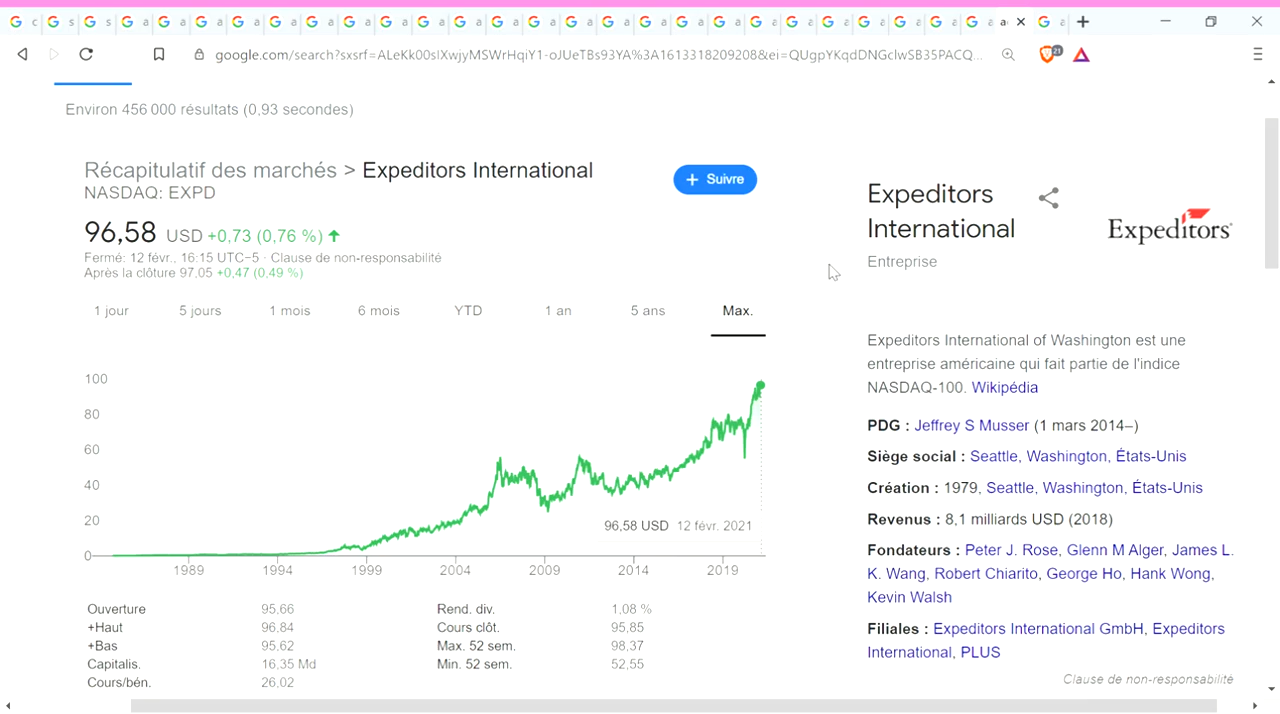 google.com/search?sxsrf=ALeKk00sIXwjyMSWrHqiY1-oJUeTBs93YA%3A1613318209208&ei=QUgpYKqdDNGclwSB35PACQ...
21
Environ 456 000 résultats (0,93 secondes)
Récapitulatif des marchés > Expeditors International
NASDAQ: EXPD
+ Suivre
96,58 USD +0,73 (0,76 %)
Fermé: 12 févr., 16:15 UTC−5 · Clause de non-responsabilité
Après la clôture 97,05 +0,47 (0,49 %)
1 jour 5 jours 1 mois 6 mois YTD 1 an 5 ans Max.
100
80
60
40
20
0
96,58 USD 12 févr. 2021
1989 1994 1999 2004 2009 2014 2019
Ouverture 95,66 Rend. div. 1,08 %
+Haut 96,84 Cours clôt. 95,85
+Bas 95,62 Max. 52 sem. 98,37
Capitalis. 16,35 Md Min. 52 sem. 52,55
Cours/bén. 26,02
Expeditors
International
Entreprise
Expeditors
Expeditors International of Washington est une
entreprise américaine qui fait partie de l'indice
NASDAQ-100. Wikipédia
PDG : Jeffrey S Musser (1 mars 2014–)
Siège social : Seattle, Washington, États-Unis
Création : 1979, Seattle, Washington, États-Unis
Revenus : 8,1 milliards USD (2018)
Fondateurs : Peter J. Rose, Glenn M Alger, James L.
K. Wang, Robert Chiarito, George Ho, Hank Wong,
Kevin Walsh
Filiales : Expeditors International GmbH, Expeditors
International, PLUS
Clause de non-responsabilité